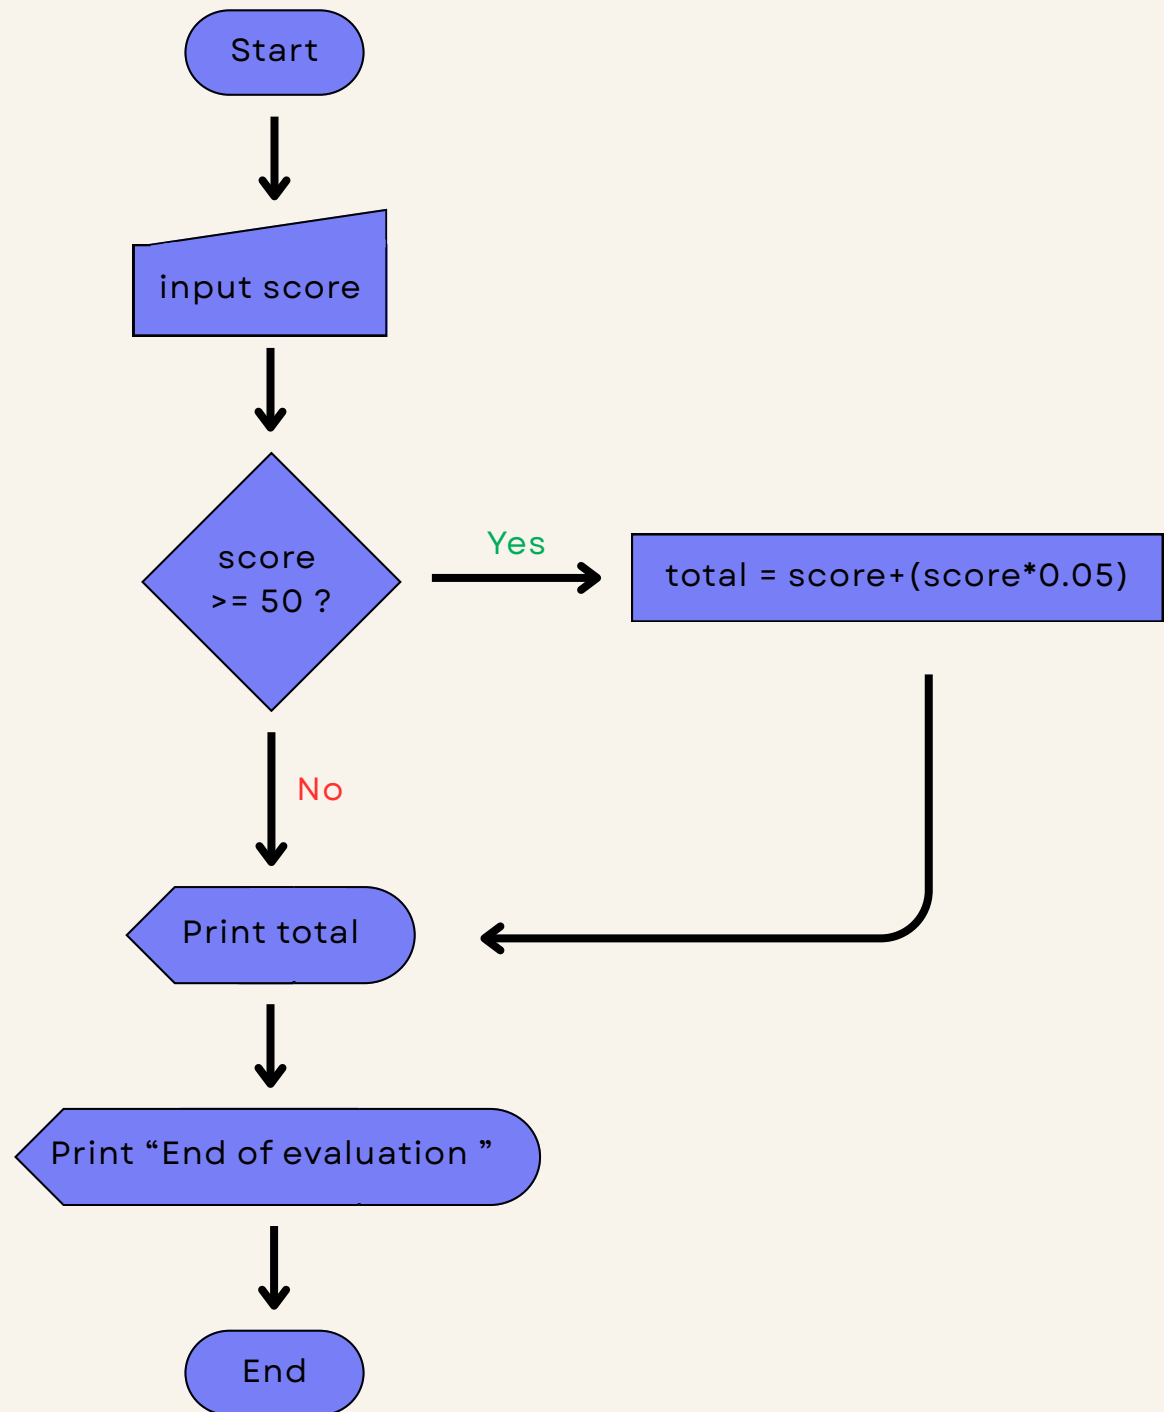 Start
input score
score
>= 50 ?
Yes
total = score+(score*0.05)
No
Print total
Print “End of evaluation ”
End